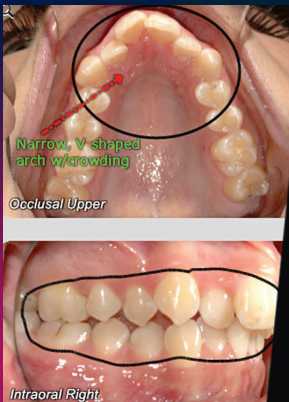 Narrow, V-shaped
arch w/crowding
Occlusal Upper
Intraoral Right